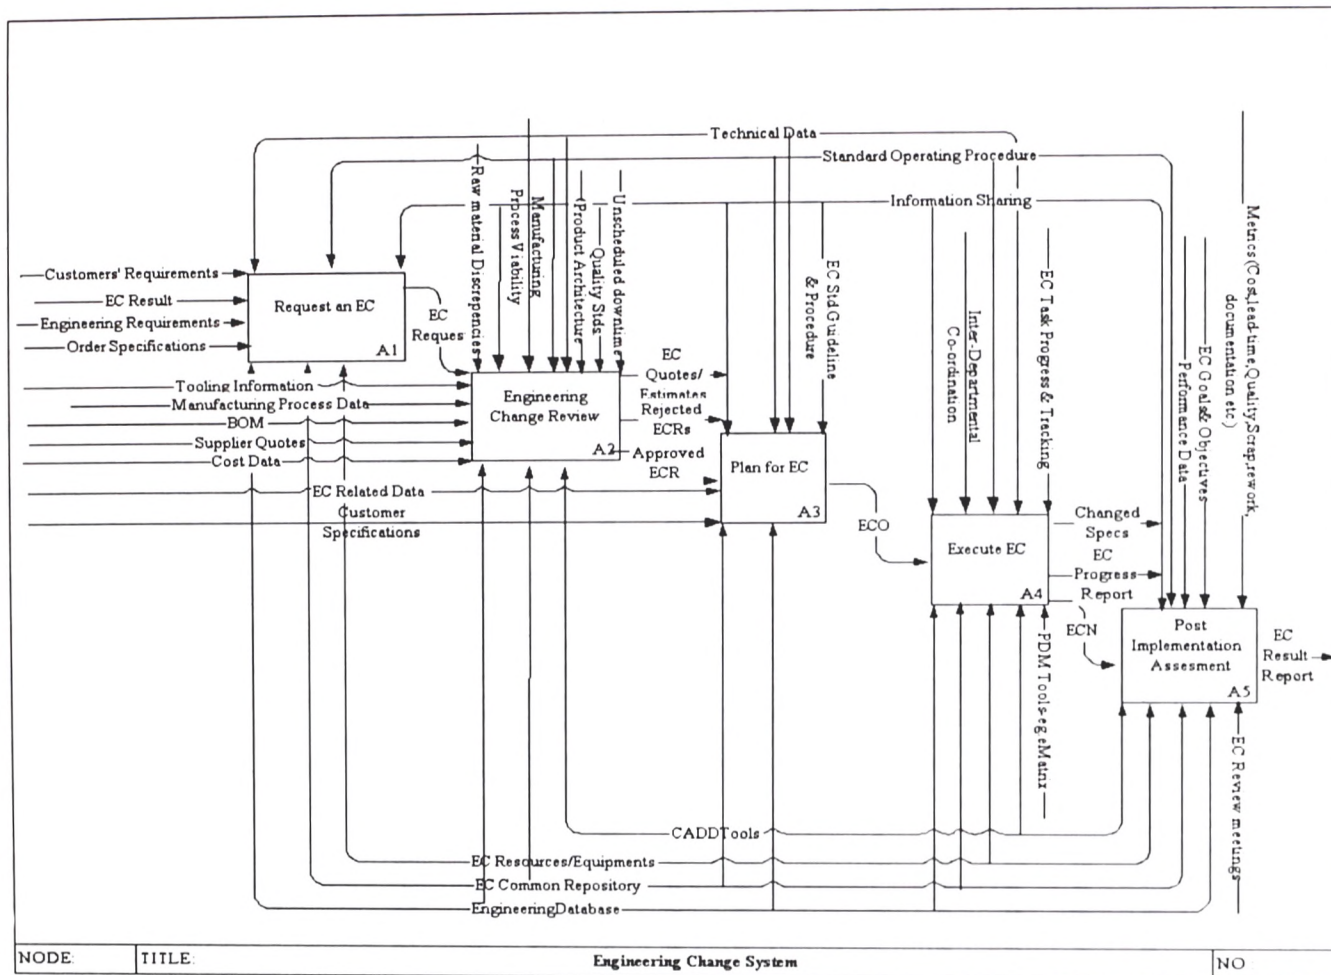 Technical Data
Standard Operating Procedure
Information Sharing
Raw material Discrepencies
Manufacturing
Process Viability
(Product Architecture
Quality Stds.
Unscheduled downtime
EC Std Guideline
& Procedure
Inter-Departmental
Co-ordination
EC Task Progress & Tracking
Performance Data
EC Goals& Objectives
Metrics(Cost,lead-time,Quality,Scrap,rework,
documentation etc)
Customers' Requirements
EC Result
Engineering Requirements
Order Specifications
Request an EC
A1
EC
Reques
Tooling Information
Manufacturing Process Data
BOM
Supplier Quotes
Cost Data
Engineering
Change Review
A2
EC
Quotes/
Estimates
Rejected
ECRs
Approved
ECR
EC Related Data
Customer
Specifications
Plan for EC
A3
ECO
Execute EC
A4
Changed
Specs
EC
Progress
Report
ECN
PDM Tools-eg eMatrix
Post
Implementation
Assesment
A5
EC
Result
Report
EC Review meetings
CADDTools
EC Resources/Equipments
EC Common Repository
EngineeringDatabase
NODE:
TITLE:
Engineering Change System
NO